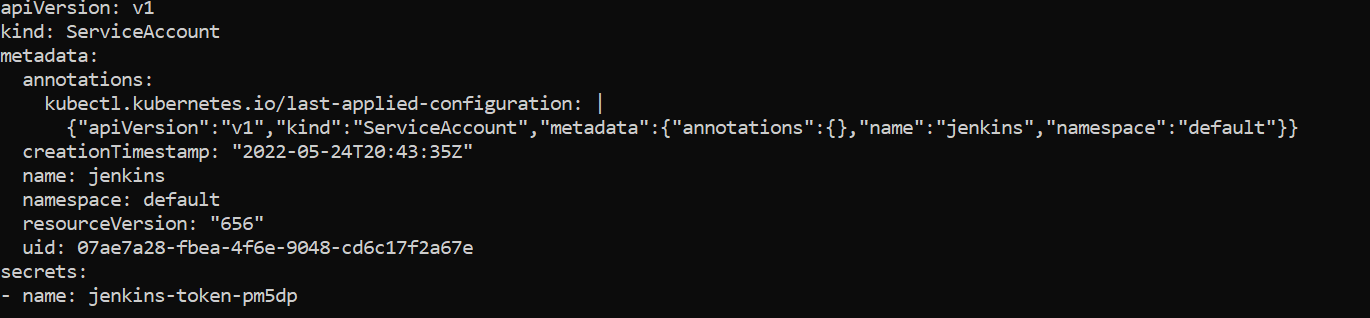 apiVersion: v1
kind: ServiceAccount
metadata:
  annotations:
    kubectl.kubernetes.io/last-applied-configuration: |
      {"apiVersion":"v1","kind":"ServiceAccount","metadata":{"annotations":{},"name":"jenkins","namespace":"default"}}
  creationTimestamp: "2022-05-24T20:43:35Z"
  name: jenkins
  namespace: default
  resourceVersion: "656"
  uid: 07ae7a28-fbea-4f6e-9048-cd6c17f2a67e
secrets:
- name: jenkins-token-pm5dp